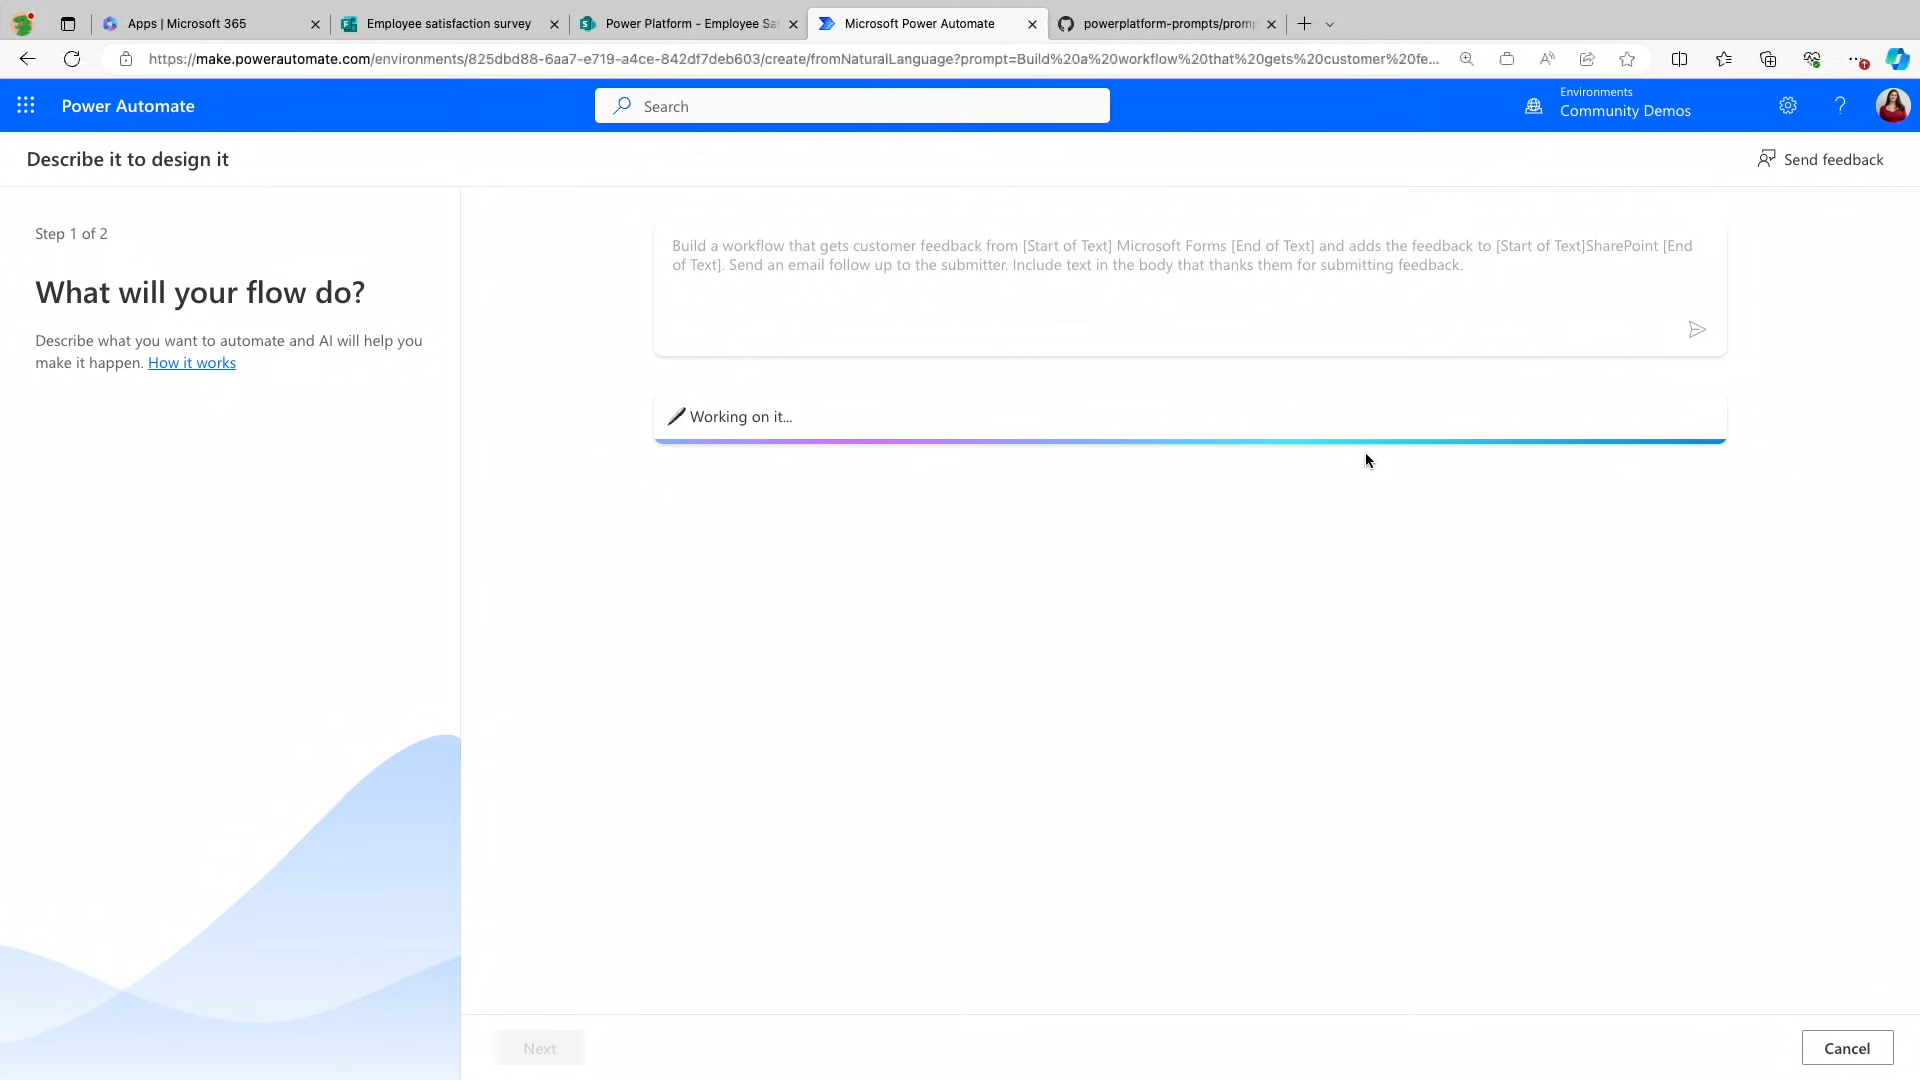 Apps | Microsoft 365
Employee satisfaction survey
Power Platform - Employee Sa
Microsoft Power Automate
powerplatform-prompts/prom
https://make.powerautomate.com/environments/825dbd88-6aa7-e719-a4ce-842df7deb603/create/fromNaturalLanguage?prompt=Build%20a%20workflow%20that%20gets%20customer%20fe...
Power Automate
Search
Environments
Community Demos
Describe it to design it
Send feedback
Step 1 of 2
What will your flow do?
Describe what you want to automate and AI will help you
make it happen. How it works
Build a workflow that gets customer feedback from [Start of Text] Microsoft Forms [End of Text] and adds the feedback to [Start of Text]SharePoint [End
of Text]. Send an email follow up to the submitter. Include text in the body that thanks them for submitting feedback.
Working on it...
Next
Cancel